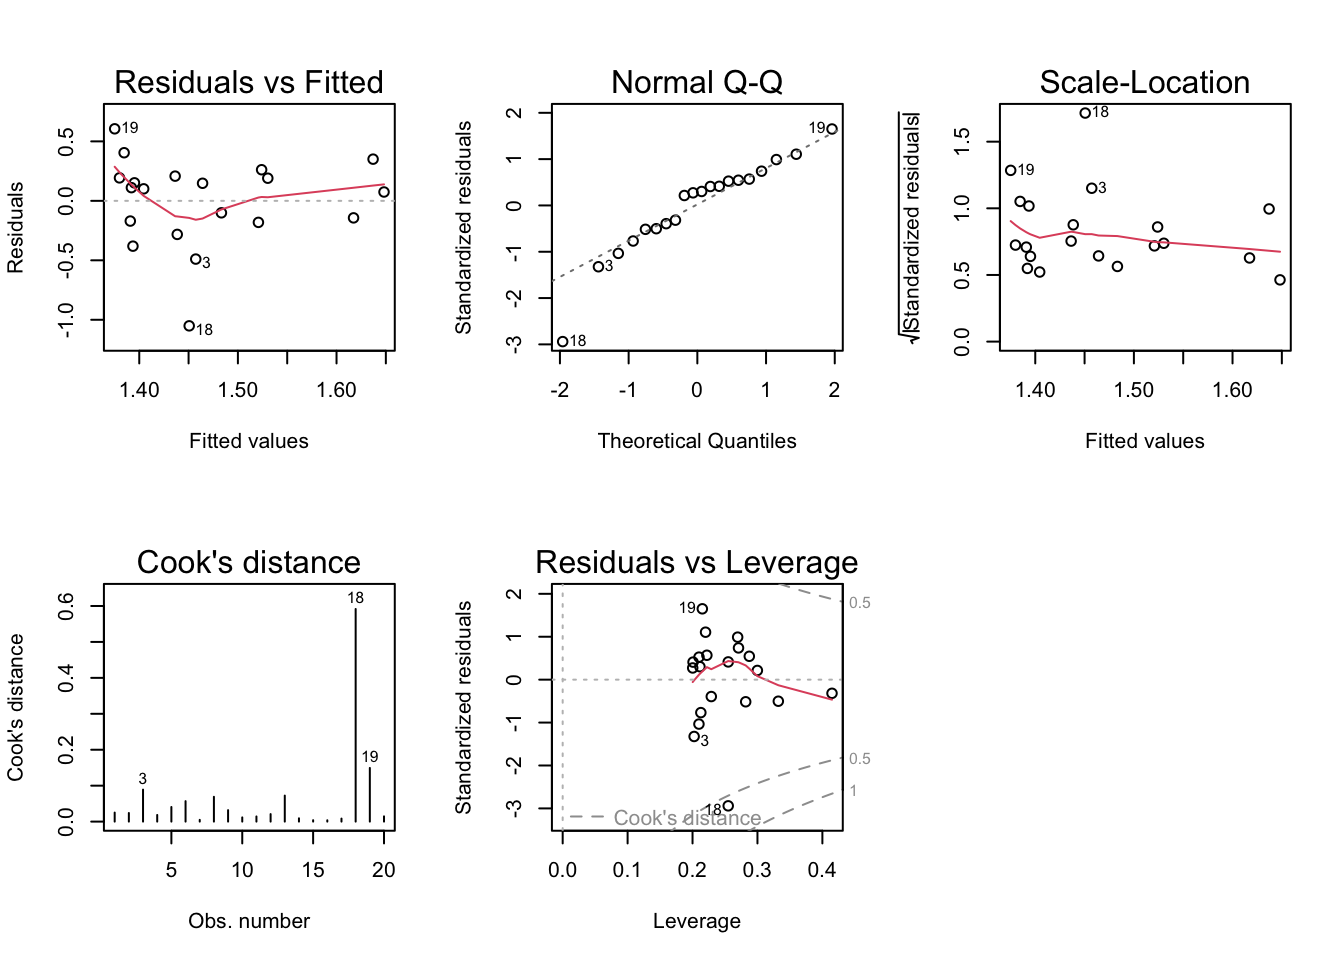 Residuals vs Fitted
Residuals
0.5
0.0
-0.5
-1.0
19
3
18
1.40 1.50 1.60
Fitted values
Normal Q-Q
Standardized residuals
2
1
0
-1
-2
-3
19
3
18
-2 -1 0 1 2
Theoretical Quantiles
Scale-Location
√|Standardized residuals|
1.5
1.0
0.5
0.0
18
19
3
1.40 1.50 1.60
Fitted values
Cook's distance
Cook's distance
0.6
0.4
0.2
0.0
18
19
3
5 10 15 20
Obs. number
Residuals vs Leverage
Standardized residuals
2
1
0
-1
-2
-3
19
3
18
0.5
0.5
1
Cook's distance
0.0 0.1 0.2 0.3 0.4
Leverage